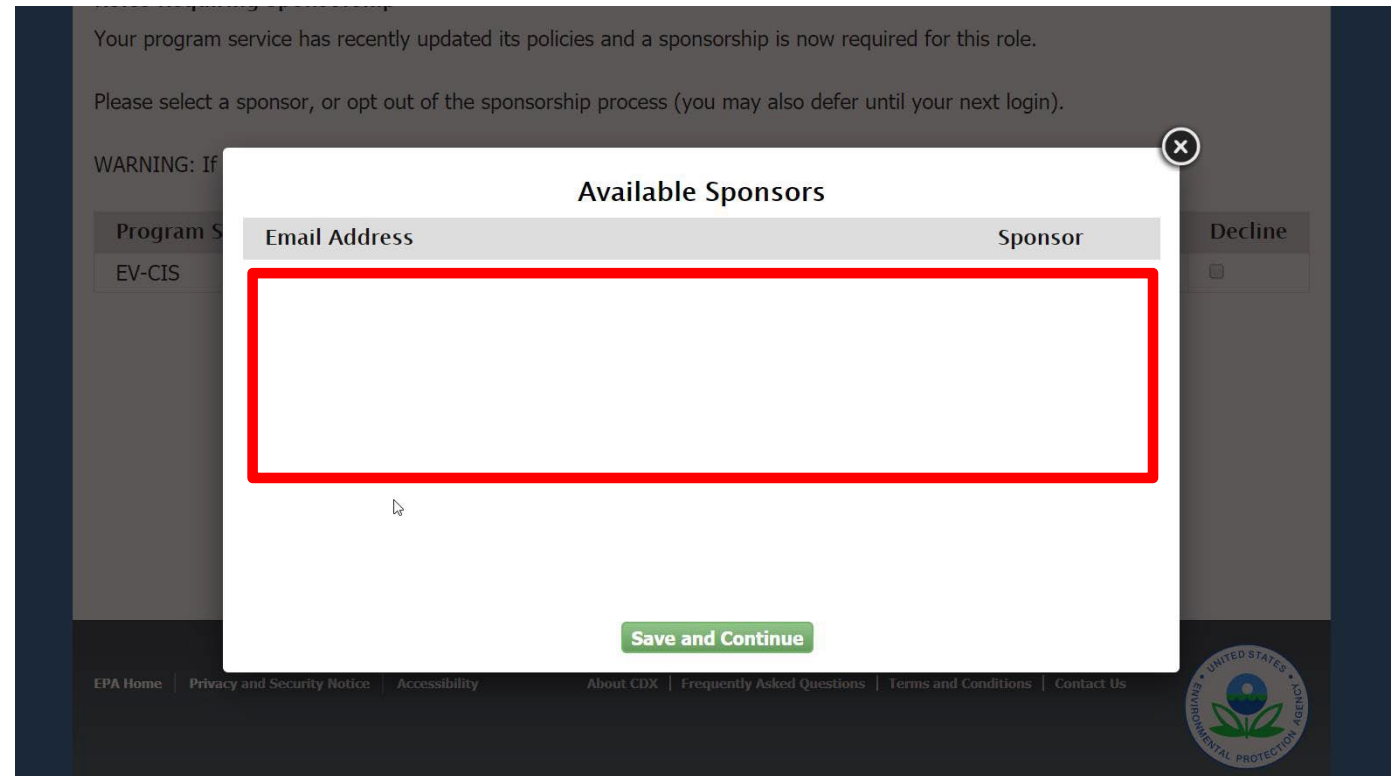 Your program service has recently updated its policies and a sponsorship is now required for this role.
Please select a sponsor, or opt out of the sponsorship process (you may also defer until your next login).
WARNING: If
Available Sponsors
Program S
Email Address
Sponsor
Decline
EV-CIS
Save and Continue
EPA Home | Privacy and Security Notice | Accessibility
About CDX | Frequently Asked Questions | Terms and Conditions | Contact Us
UNITED STATES
ENVIRONMENTAL PROTECTION AGENCY